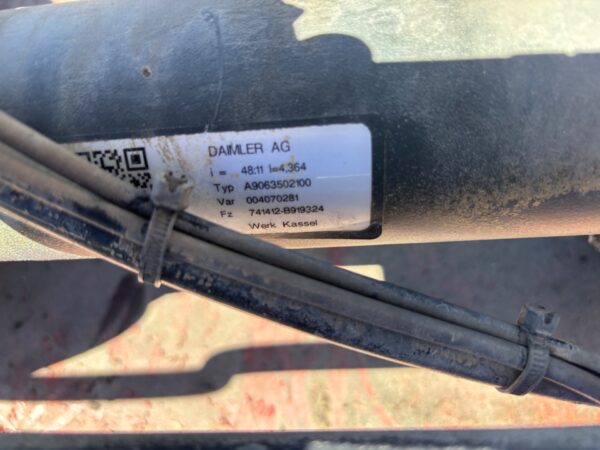 DAIMLER AG
i = 48:11 I=4,364
Typ A9063502100
Var 004070281
Fz 741412-B919324
Werk Kassel